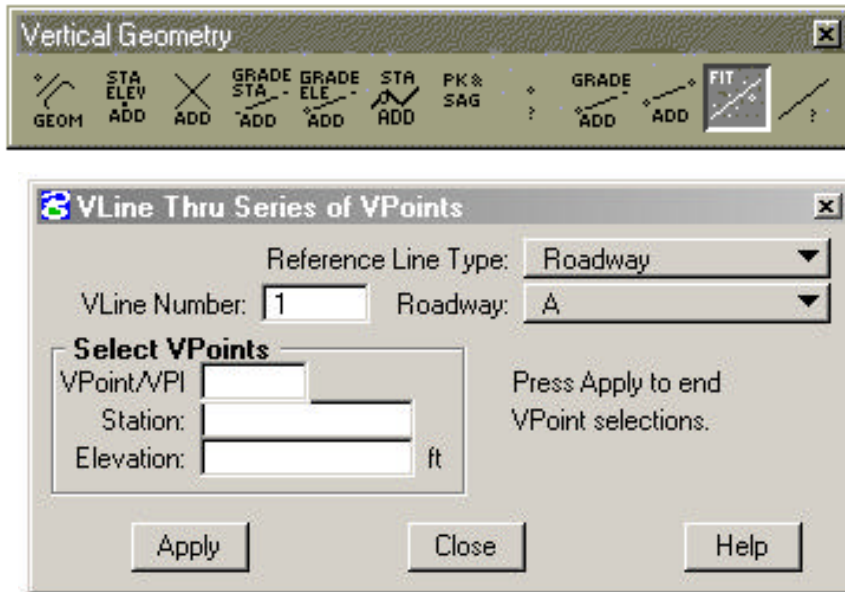 Vertical Geometry
GEOM
STA
ELEV
ADD
ADD
GRADE
STA
ADD
GRADE
ELE
ADD
STA
ADD
PK&
SAG
?
GRADE
ADD
ADD
FIT
?
VLine Thru Series of VPoints
Reference Line Type: Roadway
VLine Number: 1 Roadway: A
Select VPoints
VPoint/VPI
Station:
Elevation: ft
Press Apply to end
VPoint selections.
Apply Close Help